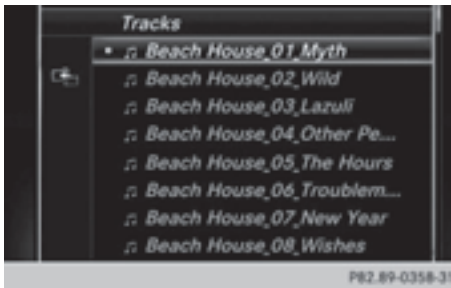 Tracks
Beach House_01_Myth
Beach House_02_Wild
Beach House_03_Lazuli
Beach House_04_Other Pe...
Beach House_05_The Hours
Beach House_06_Troublem...
Beach House_07_New Year
Beach House_08_Wishes
P82.89-0358-31